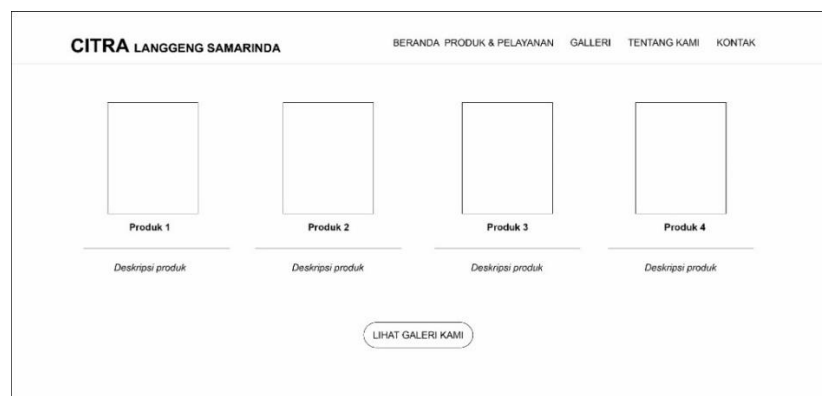 CITRA LANGGENG SAMARINDA
BERANDA PRODUK & PELAYANAN GALLERI TENTANG KAMI KONTAK
Produk 1 Produk 2 Produk 3 Produk 4
Deskripsi produk Deskripsi produk Deskripsi produk Deskripsi produk
LIHAT GALERI KAMI